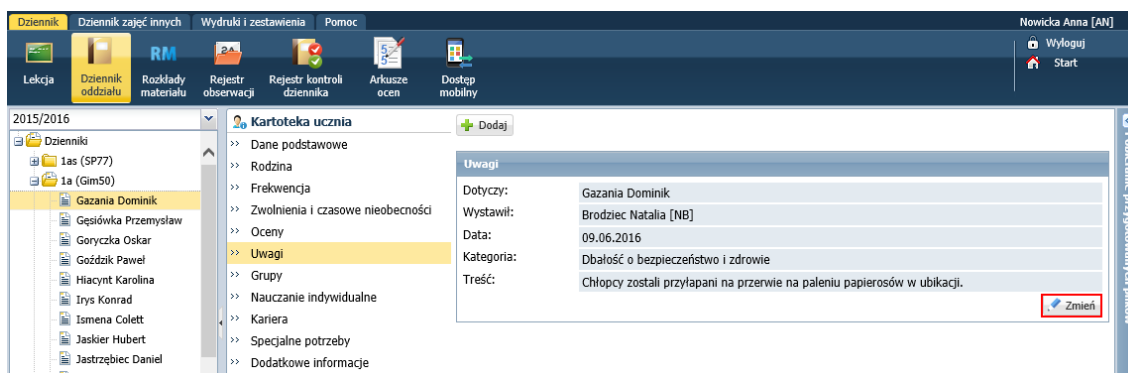 Dziennik Dziennik zajęć innych Wydruki i zestawienia Pomoc Nowicka Anna [AN]
Wyloguj
Start
RM
Lekcja Dziennik oddziału Rozkłady materiału Rejestr obserwacji Rejestr kontroli dziennika Arkusze ocen Dostęp mobilny
2015/2016
Dzienniki
1as (SP77)
1a (Gim50)
Gazania Dominik
Gęsiówka Przemysław
Goryczka Oskar
Goździk Paweł
Hiacynt Karolina
Irys Konrad
Ismena Colett
Jaskier Hubert
Jastrzębiec Daniel
Kartoteka ucznia
Dane podstawowe
Rodzina
Frekwencja
Zwolnienia i czasowe nieobecności
Oceny
Uwagi
Grupy
Nauczanie indywidualne
Kariera
Specjalne potrzeby
Dodatkowe informacje
Dodaj
Uwagi
Dotyczy: Gazania Dominik
Wystawił: Brodziec Natalia [NB]
Data: 09.06.2016
Kategoria: Dbałość o bezpieczeństwo i zdrowie
Treść: Chłopcy zostali przyłapani na przerwie na paleniu papierosów w ubikacji.
Zmień